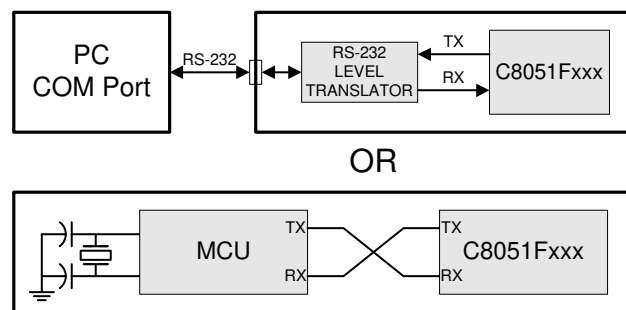 PC
COM Port
RS-232
RS-232
LEVEL
TRANSLATOR
TX
RX
C8051Fxxx
OR
MCU
TX
RX
TX
RX
C8051Fxxx